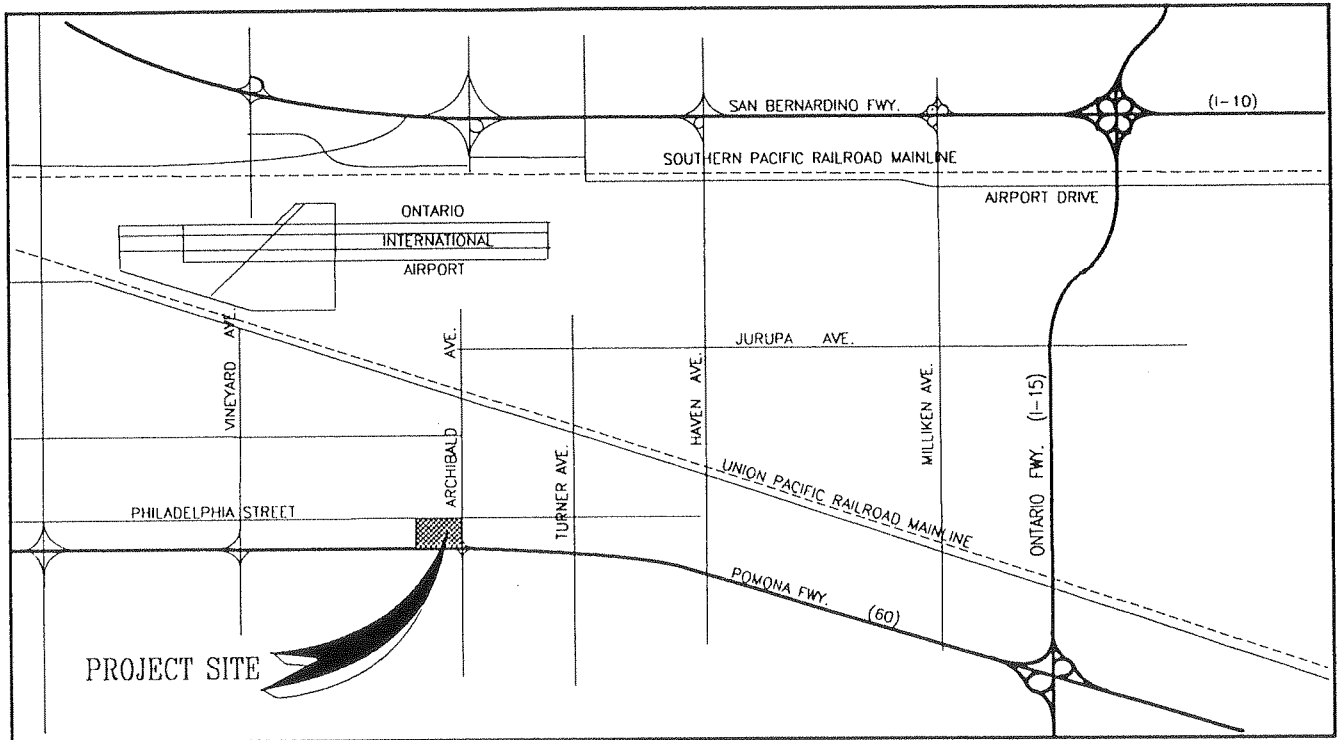 SAN BERNARDINO FWY.
(I-10)
SOUTHERN PACIFIC RAILROAD MAINLINE
AIRPORT DRIVE
ONTARIO
INTERNATIONAL
AIRPORT
VINEYARD AVE.
ARCHIBALD AVE.
JURUPA AVE.
TURNER AVE.
HAVEN AVE.
MILLIKEN AVE.
ONTARIO FWY. (I-15)
UNION PACIFIC RAILROAD MAINLINE
PHILADELPHIA STREET
POMONA FWY. (60)
PROJECT SITE